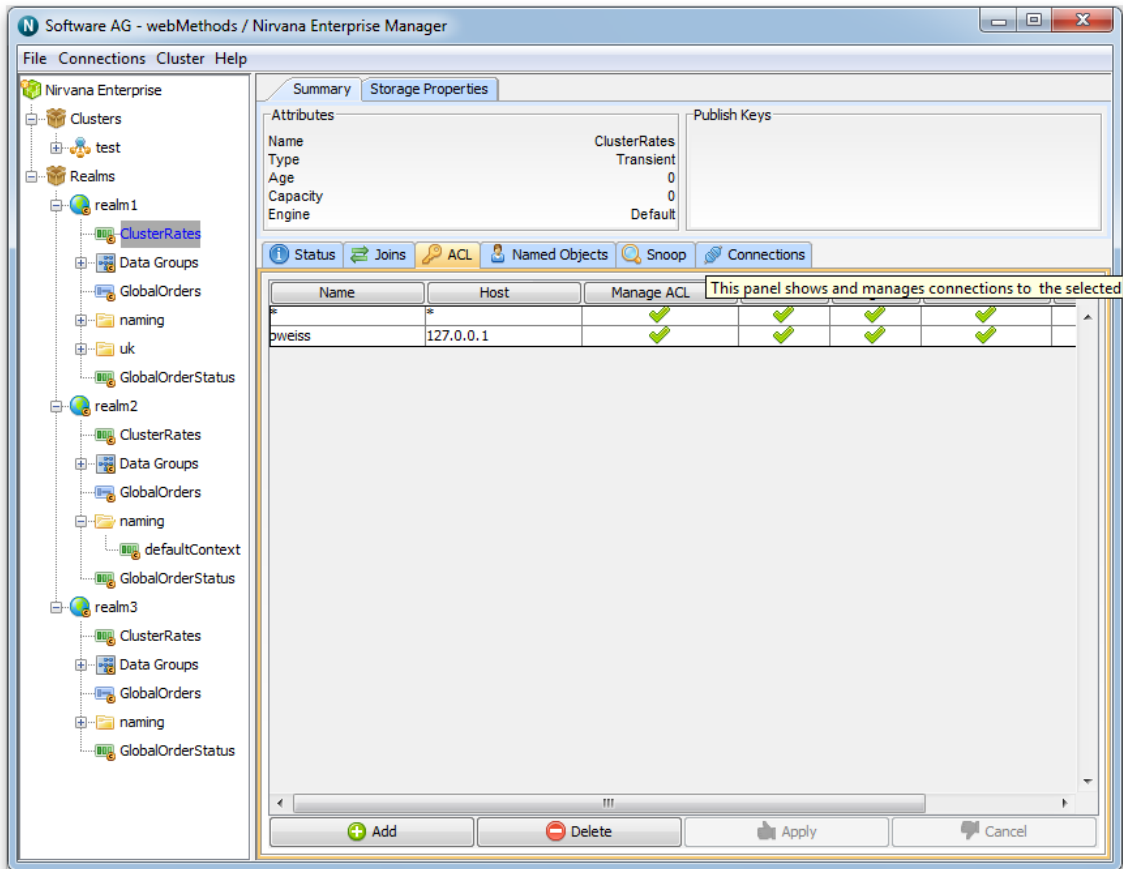 Software AG - webMethods / Nirvana Enterprise Manager
File Connections Cluster Help
Nirvana Enterprise
Clusters
test
Realms
realm1
ClusterRates
Data Groups
GlobalOrders
naming
uk
GlobalOrderStatus
realm2
ClusterRates
Data Groups
GlobalOrders
naming
defaultContext
GlobalOrderStatus
realm3
ClusterRates
Data Groups
GlobalOrders
naming
GlobalOrderStatus
Summary Storage Properties
Attributes Publish Keys
Name ClusterRates
Type Transient
Age 0
Capacity 0
Engine Default
Status Joins ACL Named Objects Snoop Connections
This panel shows and manages connections to the selected
Name Host Manage ACL
* *
pweiss 127.0.0.1
Add Delete Apply Cancel